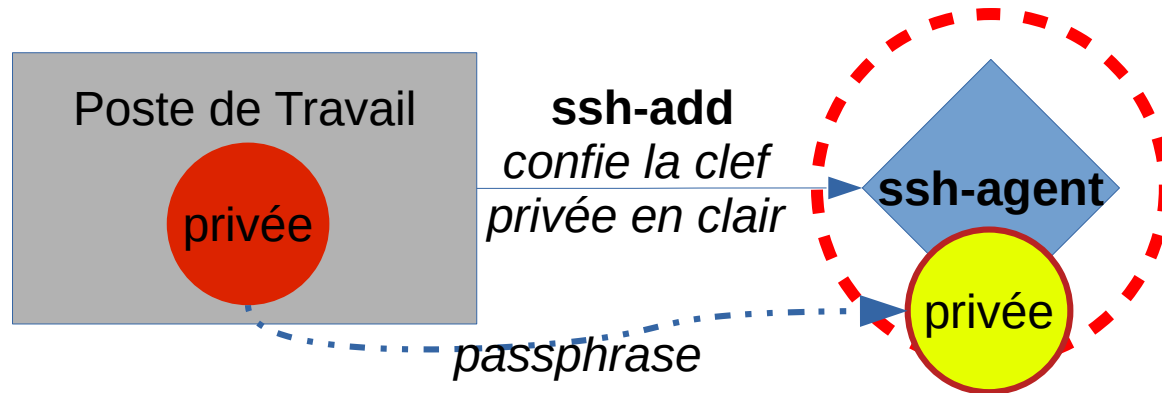 Poste de Travail
privée
ssh-add
confie la clef
privée en clair
ssh-agent
privée
passphrase